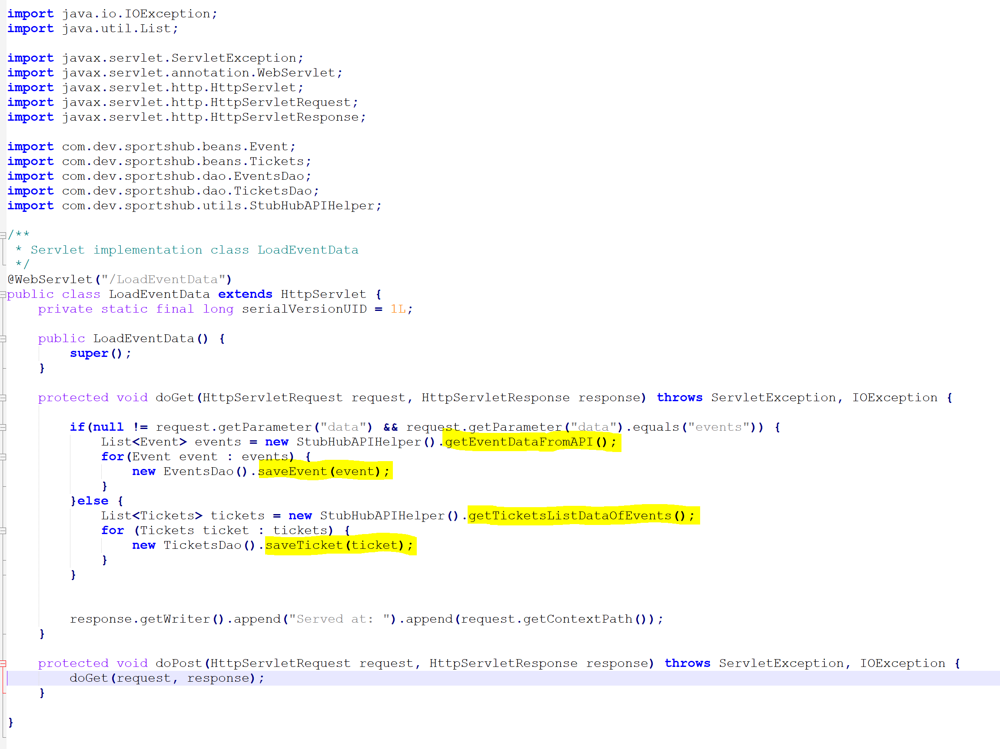 import java.io.IOException;
import java.util.List;
import javax.servlet.ServletException;
import javax.servlet.annotation.WebServlet;
import javax.servlet.http.HttpServlet;
import javax.servlet.http.HttpServletRequest;
import javax.servlet.http.HttpServletResponse;
import com.dev.sportshub.beans.Event;
import com.dev.sportshub.beans.Tickets;
import com.dev.sportshub.dao.EventsDao;
import com.dev.sportshub.dao.TicketsDao;
import com.dev.sportshub.utils.StubHubAPIHelper;
/**
 * Servlet implementation class LoadEventData
 */
@WebServlet("/LoadEventData")
public class LoadEventData extends HttpServlet {
    private static final long serialVersionUID = 1L;
    public LoadEventData() {
        super();
    }
    protected void doGet(HttpServletRequest request, HttpServletResponse response) throws ServletException, IOException {
        if(null != request.getParameter("data") && request.getParameter("data").equals("events")) {
            List<Event> events = new StubHubAPIHelper().getEventDataFromAPI();
            for(Event event : events) {
                new EventsDao().saveEvent(event);
            }
        }else {
            List<Tickets> tickets = new StubHubAPIHelper().getTicketsListDataOfEvents();
            for (Tickets ticket : tickets) {
                new TicketsDao().saveTicket(ticket);
            }
        }
        response.getWriter().append("Served at: ").append(request.getContextPath());
    }
    protected void doPost(HttpServletRequest request, HttpServletResponse response) throws ServletException, IOException {
        doGet(request, response);
    }
}